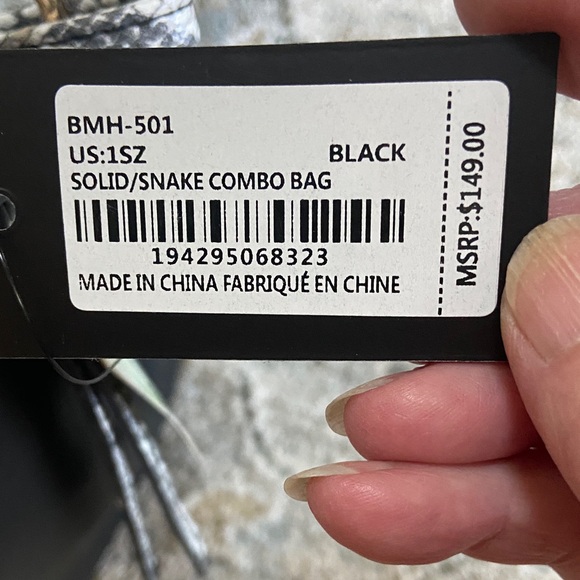 BMH-501
US:1SZ BLACK
SOLID/SNAKE COMBO BAG
194295068323
MADE IN CHINA FABRIQUÉ EN CHINE
MSRP:$149.00